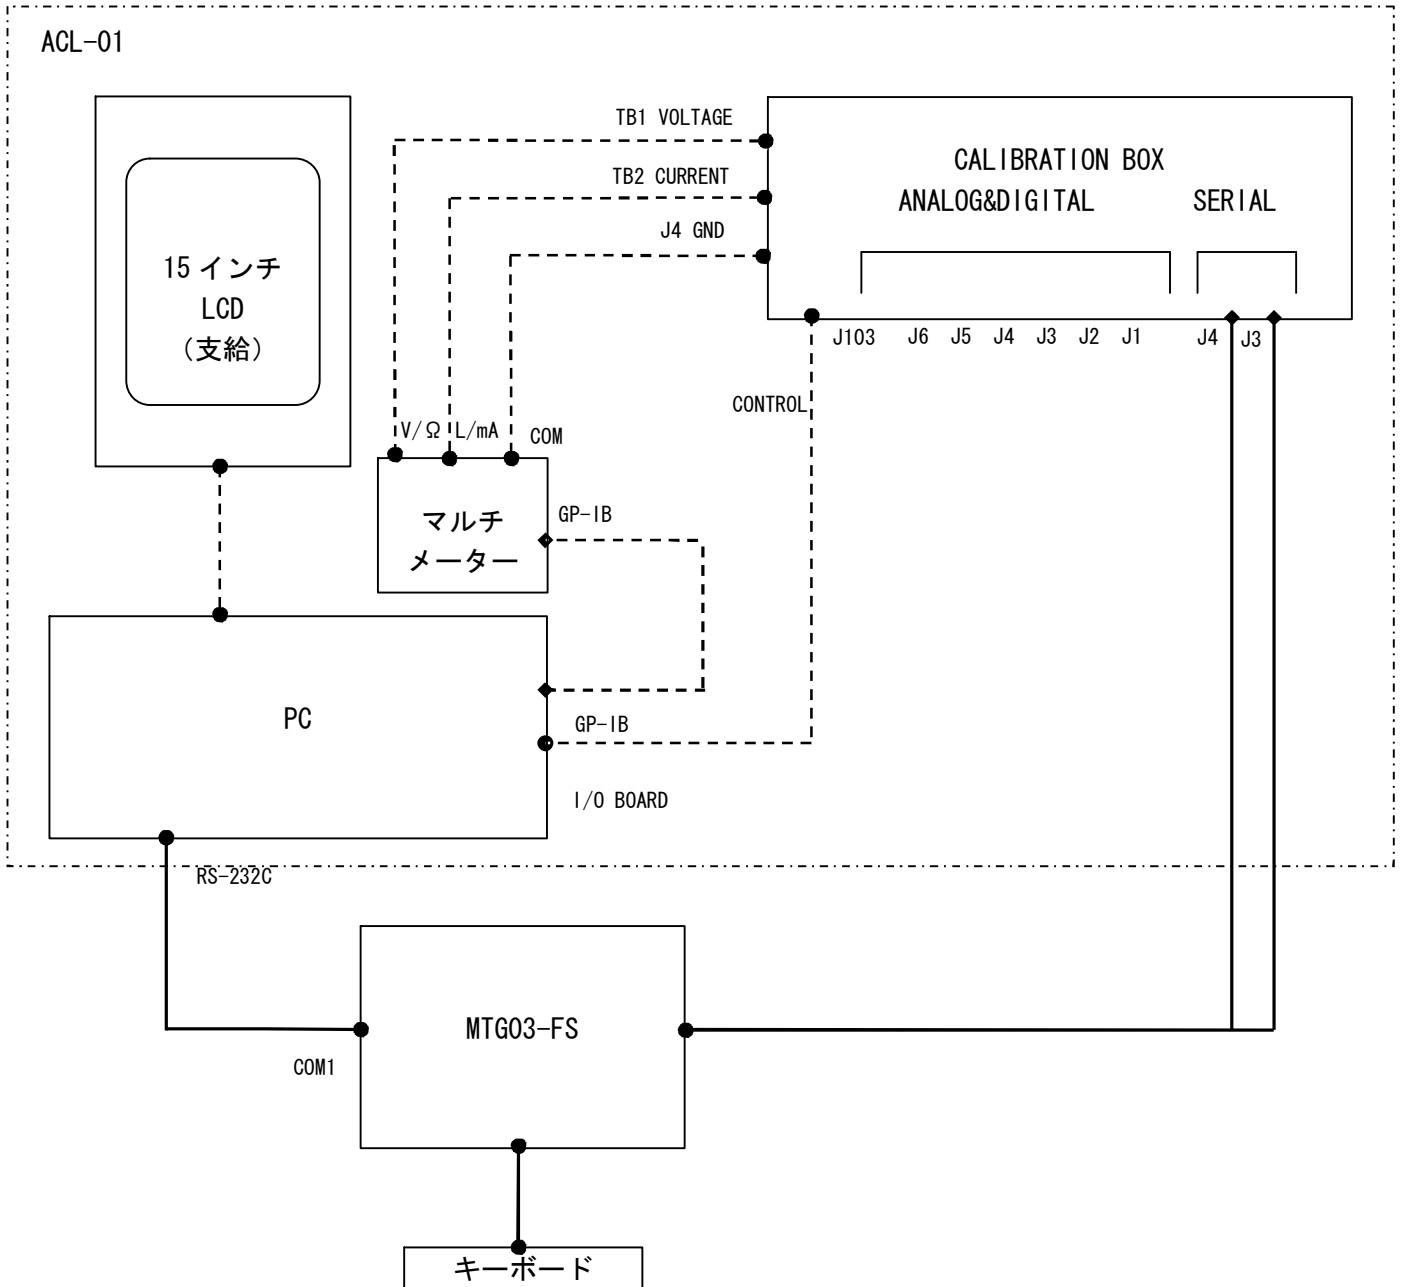 ACL-01
TB1 VOLTAGE
CALIBRATION BOX
TB2 CURRENT
ANALOG&DIGITAL
SERIAL
J4 GND
15 インチ
LCD
(支給)
J103
J6
J5
J4
J3
J2
J1
J4
J3
CONTROL
V/Ω
L/mA
COM
マルチ
メーター
GP-IB
PC
GP-IB
I/O BOARD
RS-232C
MTG03-FS
COM1
キーボード